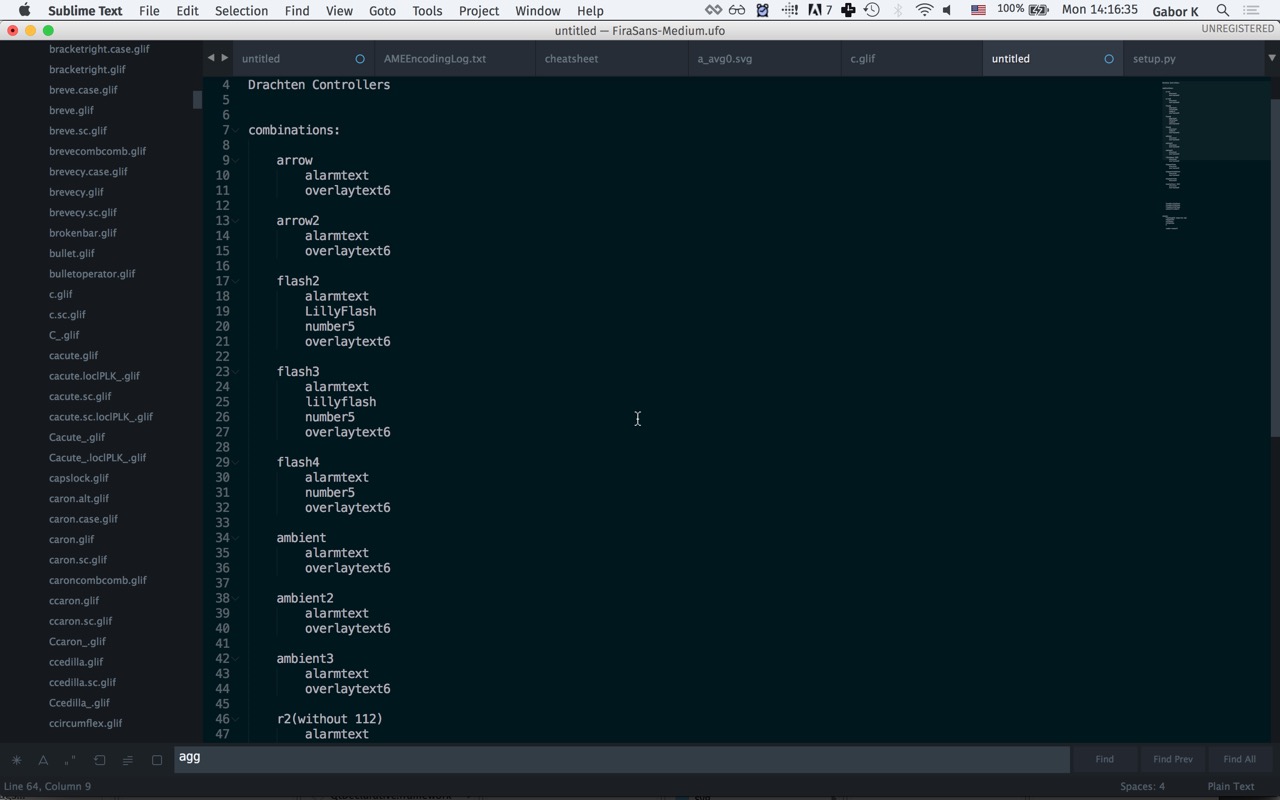 Sublime Text File Edit Selection Find View Goto Tools Project Window Help 7 100% Mon 14:16:35 Gabor K
untitled — FiraSans-Medium.ufo UNREGISTERED
untitled AMEEncodingLog.txt cheatsheet a_avg0.svg c.glif untitled setup.py
bracketright.case.glif
bracketright.glif
breve.case.glif
breve.glif
breve.sc.glif
brevecombcomb.glif
brevecy.case.glif
brevecy.glif
brevecy.sc.glif
brokenbar.glif
bullet.glif
bulletoperator.glif
c.glif
c.sc.glif
C_.glif
cacute.glif
cacute.loclPLK_.glif
cacute.sc.glif
cacute.sc.loclPLK_.glif
Cacute_.glif
Cacute_.loclPLK_.glif
capslock.glif
caron.alt.glif
caron.case.glif
caron.glif
caron.sc.glif
caroncombcomb.glif
ccaron.glif
ccaron.sc.glif
Ccaron_.glif
ccedilla.glif
ccedilla.sc.glif
Ccedilla_.glif
ccircumflex.glif
4 Drachten Controllers
5
6
7 combinations:
8
9 arrow
10 alarmtext
11 overlaytext6
12
13 arrow2
14 alarmtext
15 overlaytext6
16
17 flash2
18 alarmtext
19 LillyFlash
20 number5
21 overlaytext6
22
23 flash3
24 alarmtext
25 lillyflash
26 number5
27 overlaytext6
28
29 flash4
30 alarmtext
31 number5
32 overlaytext6
33
34 ambient
35 alarmtext
36 overlaytext6
37
38 ambient2
39 alarmtext
40 overlaytext6
41
42 ambient3
43 alarmtext
44 overlaytext6
45
46 r2(without 112)
47 alarmtext
agg Find Find Prev Find All
Line 64, Column 9 Spaces: 4 Plain Text